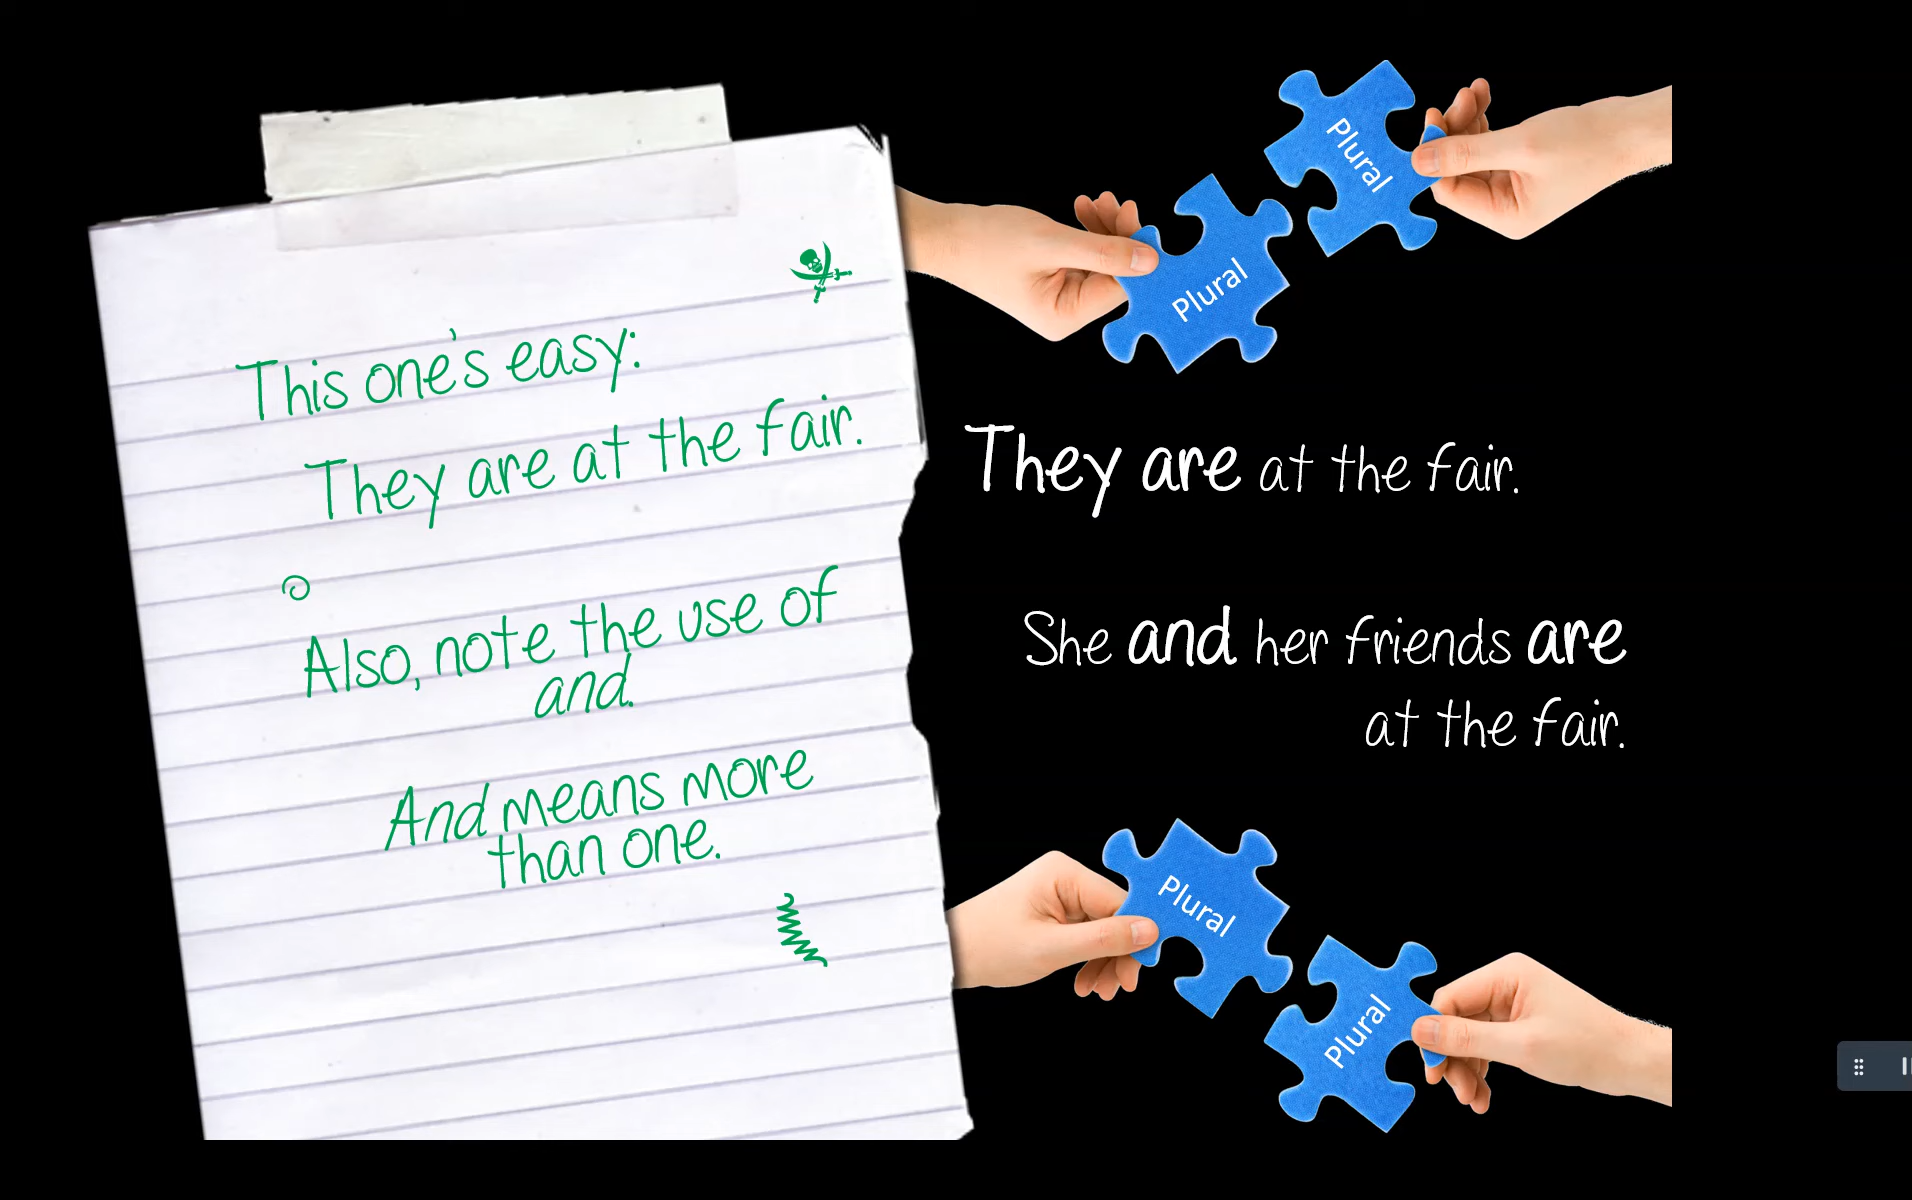 This one's easy:
They are at the fair.
Also, note the use of
and.
And means more
than one.
Plural
Plural
They are at the fair.
She and her friends are
at the fair.
Plural
Plural